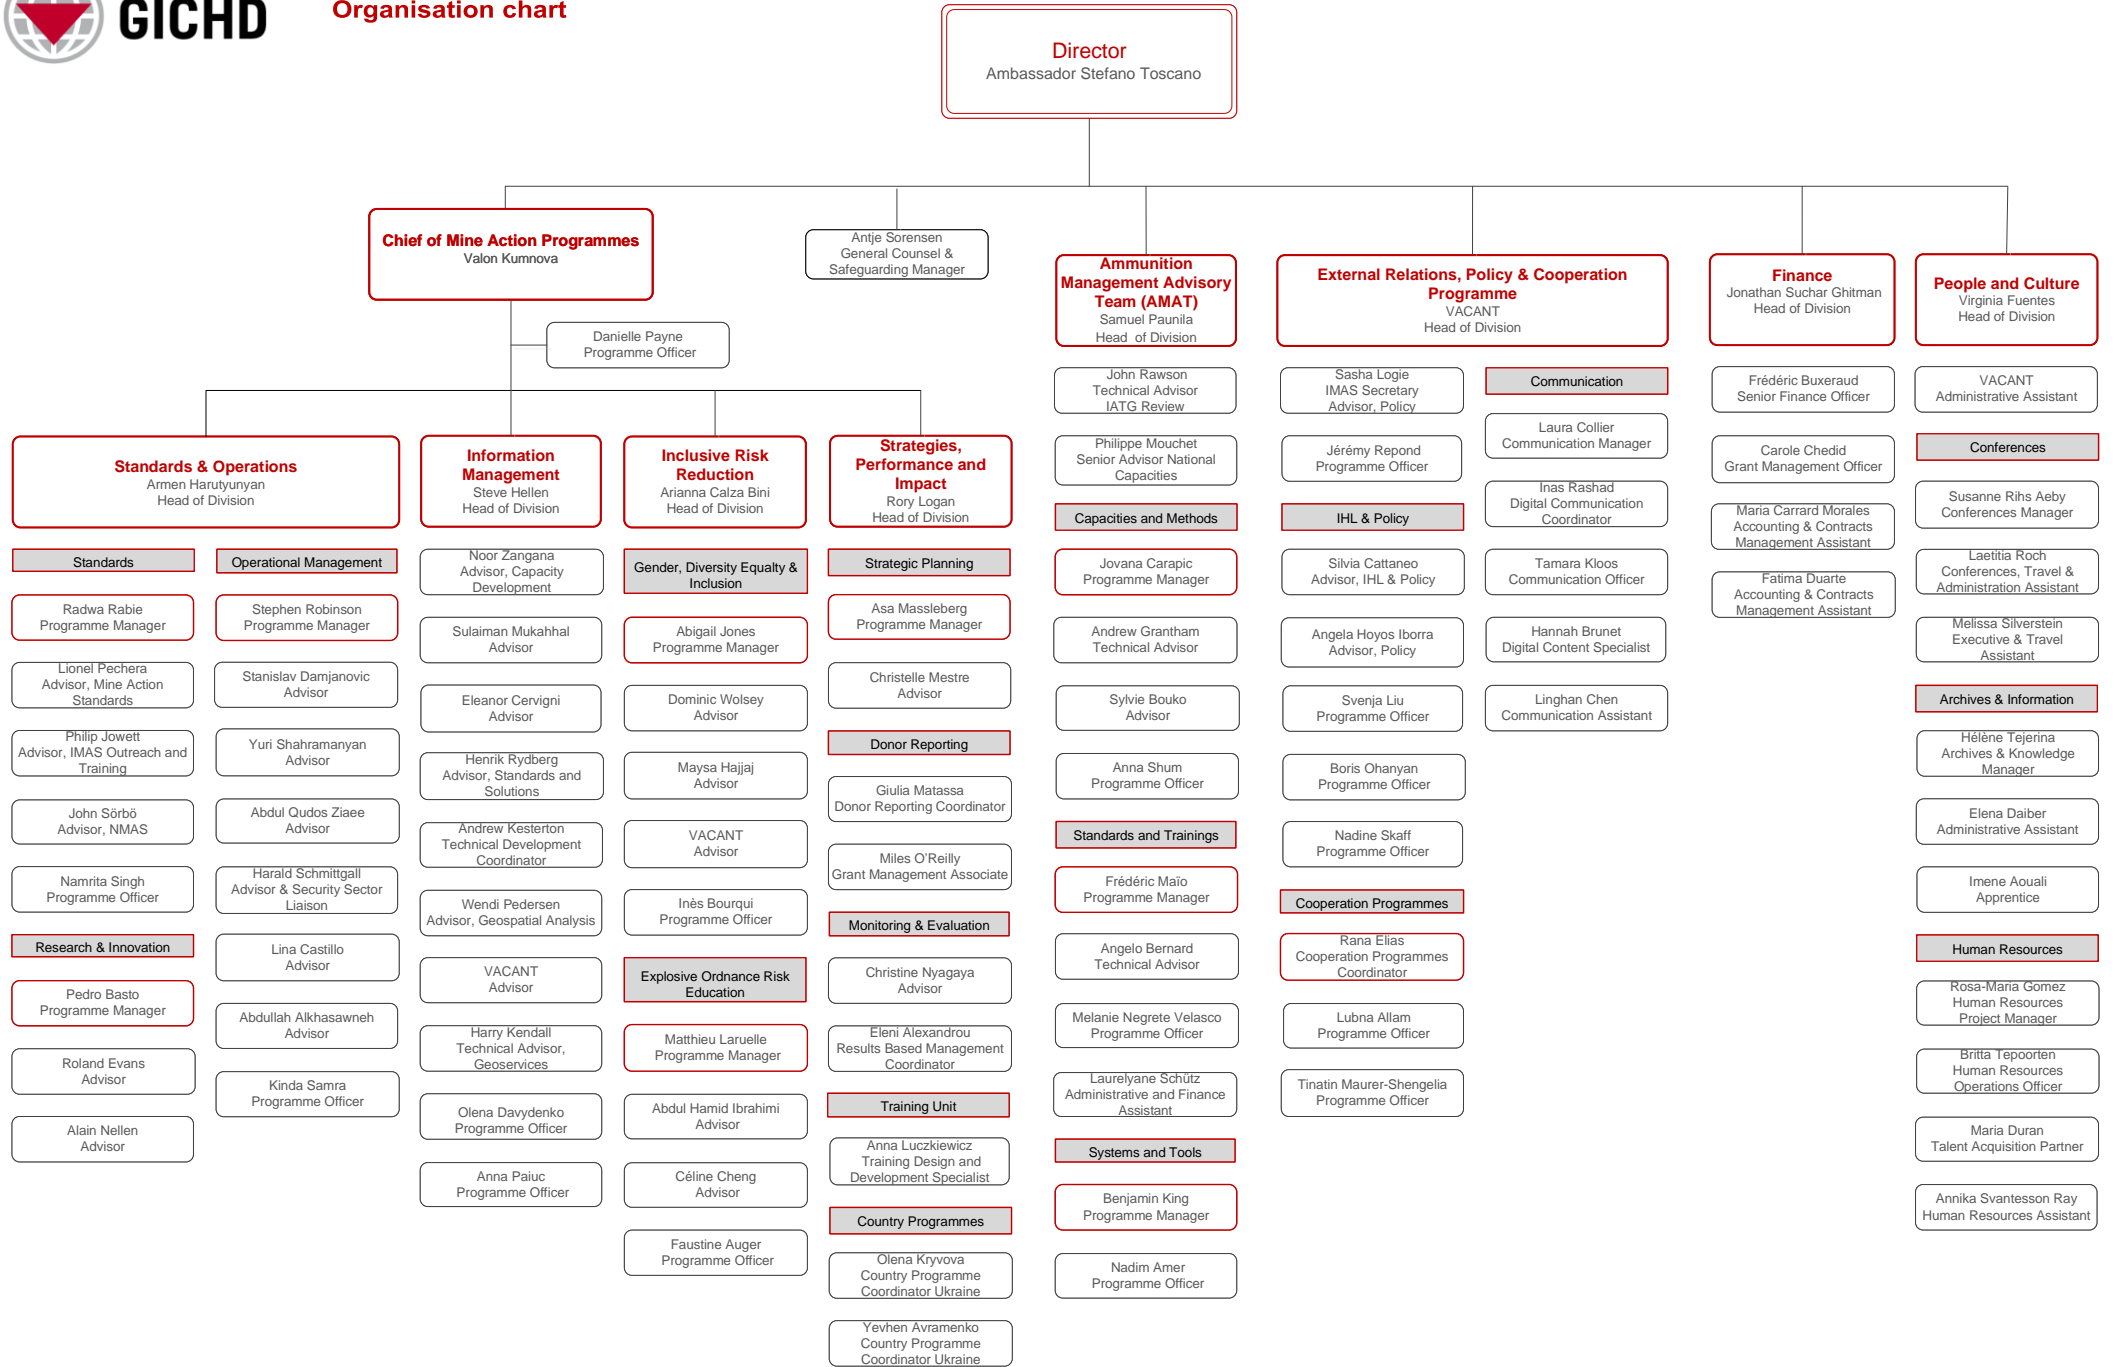 GICHD
Organisation chart
Director
Ambassador Stefano Toscano
Chief of Mine Action Programmes
Valon Kumnova
Antje Sorensen
General Counsel &
Safeguarding Manager
Danielle Payne
Programme Officer
Standards & Operations
Armen Harutyunyan
Head of Division
Standards
Radwa Rabie
Programme Manager
Lionel Pechera
Advisor, Mine Action
Standards
Philip Jowett
Advisor, IMAS Outreach and
Training
John Sörbö
Advisor, NMAS
Namrita Singh
Programme Officer
Research & Innovation
Pedro Basto
Programme Manager
Roland Evans
Advisor
Alain Nellen
Advisor
Operational Management
Stephen Robinson
Programme Manager
Stanislav Damjanovic
Advisor
Yuri Shahramanyan
Advisor
Abdul Qudos Ziaee
Advisor
Harald Schmittgall
Advisor & Security Sector
Liaison
Lina Castillo
Advisor
Abdullah Alkhasawneh
Advisor
Kinda Samra
Programme Officer
Information
Management
Steve Hellen
Head of Division
Noor Zangana
Advisor, Capacity
Development
Sulaiman Mukahhal
Advisor
Eleanor Cervigni
Advisor
Henrik Rydberg
Advisor, Standards and
Solutions
Andrew Kesterton
Technical Development
Coordinator
Wendi Pedersen
Advisor, Geospatial Analysis
VACANT
Advisor
Harry Kendall
Technical Advisor,
Geoservices
Olena Davydenko
Programme Officer
Anna Paiuc
Programme Officer
Inclusive Risk
Reduction
Arianna Calza Bini
Head of Division
Gender, Diversity Equalty &
Inclusion
Abigail Jones
Programme Manager
Dominic Wolsey
Advisor
Maysa Hajjaj
Advisor
VACANT
Advisor
Inès Bourqui
Programme Officer
Explosive Ordnance Risk
Education
Matthieu Laruelle
Programme Manager
Abdul Hamid Ibrahimi
Advisor
Céline Cheng
Advisor
Faustine Auger
Programme Officer
Strategies,
Performance and
Impact
Rory Logan
Head of Division
Strategic Planning
Asa Massleberg
Programme Manager
Christelle Mestre
Advisor
Donor Reporting
Giulia Matassa
Donor Reporting Coordinator
Miles O'Reilly
Grant Management Associate
Monitoring & Evaluation
Christine Nyagaya
Advisor
Eleni Alexandrou
Results Based Management
Coordinator
Training Unit
Anna Luczkiewicz
Training Design and
Development Specialist
Country Programmes
Olena Kryvova
Country Programme
Coordinator Ukraine
Yevhen Avramenko
Country Programme
Coordinator Ukraine
Ammunition
Management Advisory
Team (AMAT)
Samuel Paunila
Head of Division
John Rawson
Technical Advisor
IATG Review
Philippe Mouchet
Senior Advisor National
Capacities
Capacities and Methods
Jovana Carapic
Programme Manager
Andrew Grantham
Technical Advisor
Sylvie Bouko
Advisor
Anna Shum
Programme Officer
Standards and Trainings
Frédéric Maïo
Programme Manager
Angelo Bernard
Technical Advisor
Melanie Negrete Velasco
Programme Officer
Laurelyane Schütz
Administrative and Finance
Assistant
Systems and Tools
Benjamin King
Programme Manager
Nadim Amer
Programme Officer
External Relations, Policy & Cooperation
Programme
VACANT
Head of Division
Sasha Logie
IMAS Secretary
Advisor, Policy
Jérémy Repond
Programme Officer
IHL & Policy
Silvia Cattaneo
Advisor, IHL & Policy
Angela Hoyos Iborra
Advisor, Policy
Svenja Liu
Programme Officer
Boris Ohanyan
Programme Officer
Nadine Skaff
Programme Officer
Cooperation Programmes
Rana Elias
Cooperation Programmes
Coordinator
Lubna Allam
Programme Officer
Tinatin Maurer-Shengelia
Programme Officer
Communication
Laura Collier
Communication Manager
Inas Rashad
Digital Communication
Coordinator
Tamara Kloos
Communication Officer
Hannah Brunet
Digital Content Specialist
Linghan Chen
Communication Assistant
Finance
Jonathan Suchar Ghitman
Head of Division
Frédéric Buxeraud
Senior Finance Officer
Carole Chedid
Grant Management Officer
Maria Carrard Morales
Accounting & Contracts
Management Assistant
Fatima Duarte
Accounting & Contracts
Management Assistant
People and Culture
Virginia Fuentes
Head of Division
VACANT
Administrative Assistant
Conferences
Susanne Rihs Aeby
Conferences Manager
Laetitia Roch
Conferences, Travel &
Administration Assistant
Melissa Silverstein
Executive & Travel
Assistant
Archives & Information
Hélène Tejerina
Archives & Knowledge
Manager
Elena Daiber
Administrative Assistant
Imene Aouali
Apprentice
Human Resources
Rosa-Maria Gomez
Human Resources
Project Manager
Britta Tepoorten
Human Resources
Operations Officer
Maria Duran
Talent Acquisition Partner
Annika Svantesson Ray
Human Resources Assistant